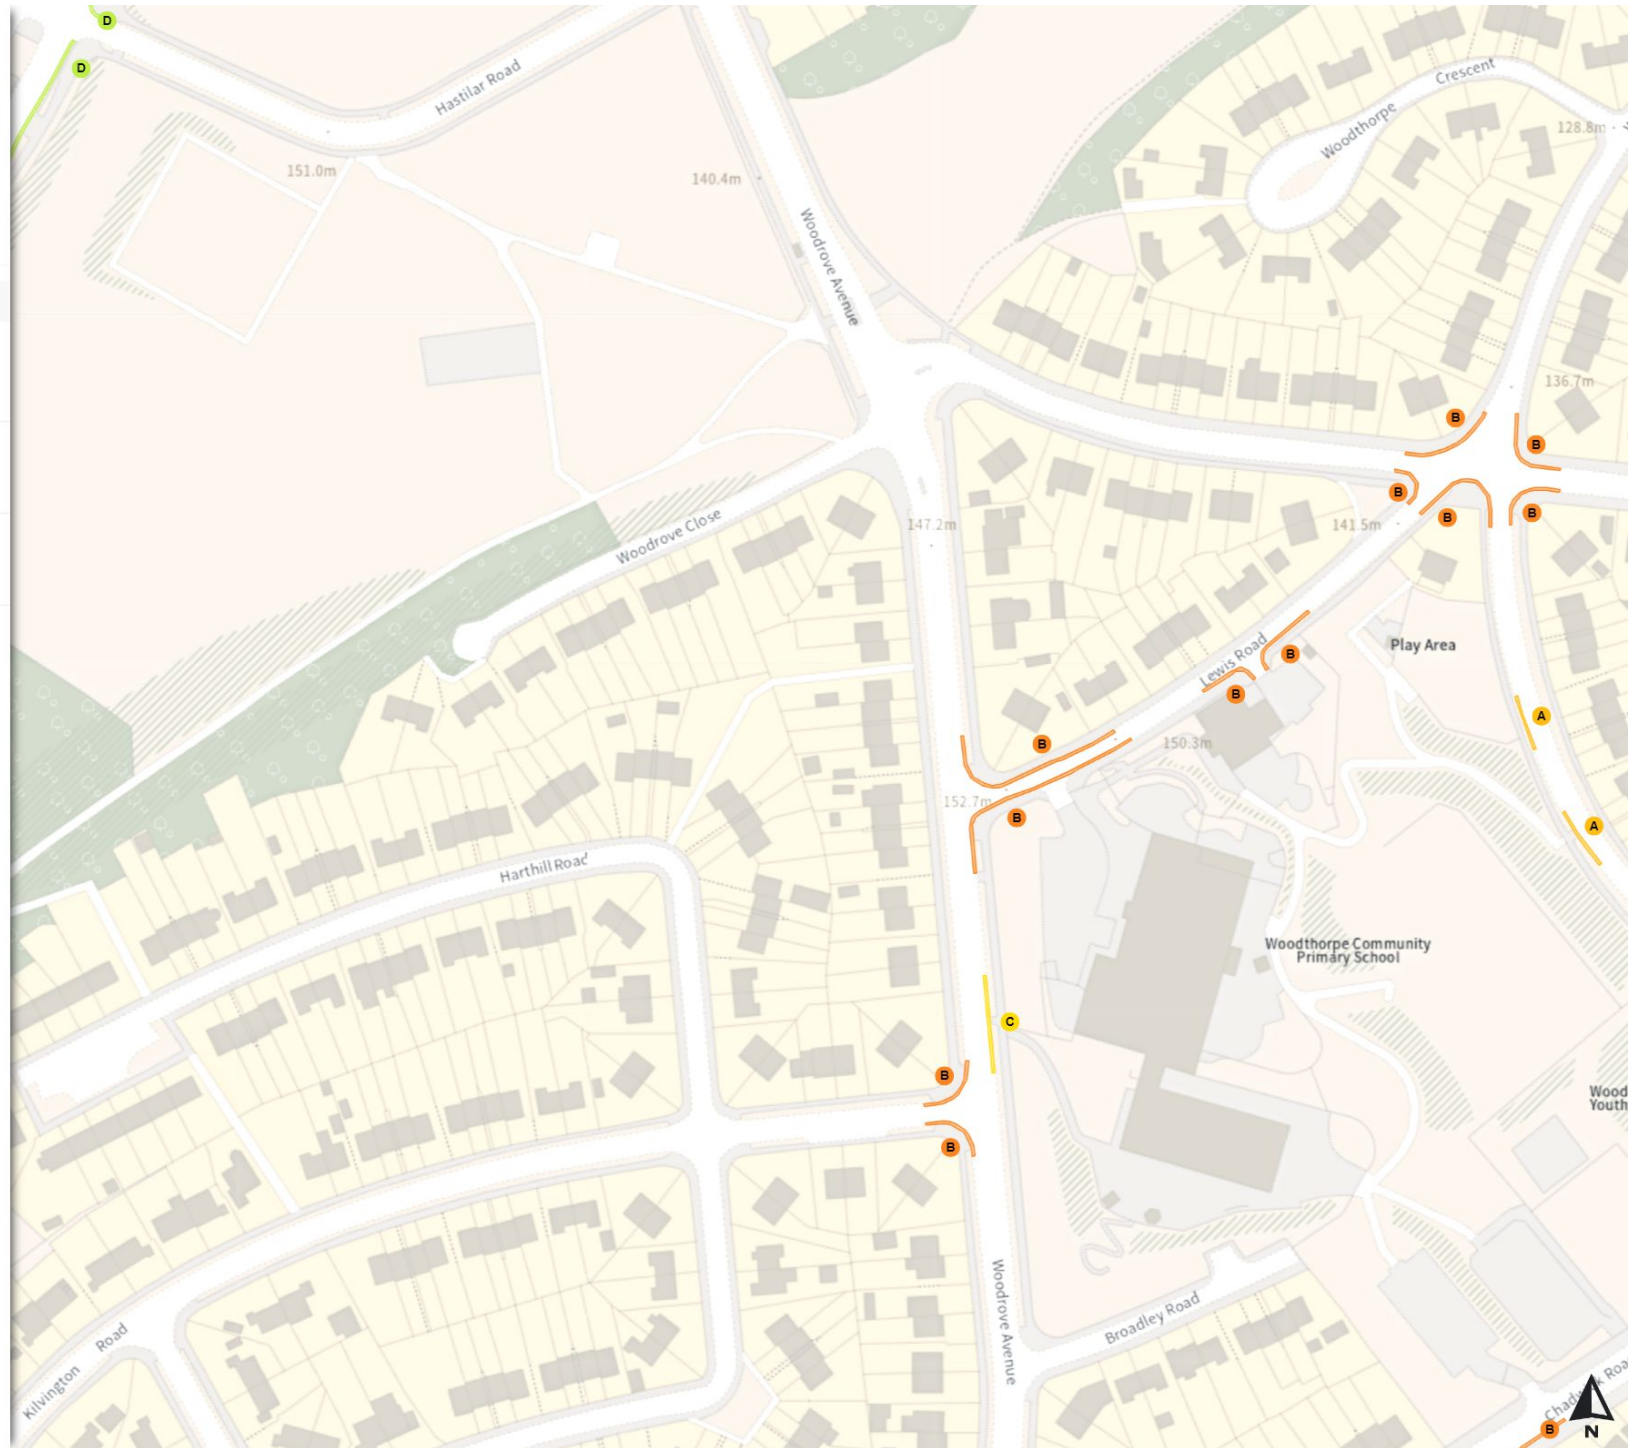 D
D
Hastilar Road
151.0m
140.4m
Woodrove Avenue
Woodthorpe
Crescent
128.8m
136.7m
B
B
B
B
B
147.2m
141.5m
Woodrove Close
Lewis Road
Play Area
B
B
A
B
150.3m
152.7m
B
A
Harthill Road
Woodthorpe Community
Primary School
C
B
B
Wood
Youth
Woodrove Avenue
Broadley Road
Kilvington Road
B
N